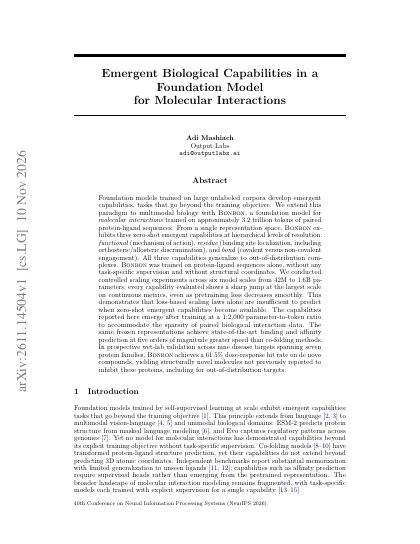 Emergent Biological Capabilities in a
Foundation Model
for Molecular Interactions
Adi Mashiach
Output Labs
adi@outputlabs.ai
Abstract
Foundation models trained on large unlabeled corpora develop emergent
capabilities, tasks that go beyond the training objective. We extend this
paradigm to multimodal biology with BONBON, a foundation model for
molecular interactions trained on approximately 3.2 trillion tokens of paired
protein-ligand sequences. From a single representation space, BONBON ex-
hibits three zero-shot emergent capabilities at hierarchical levels of resolution:
functional (mechanism of action), residue (binding site localization, including
orthosteric/allosteric discrimination), and bond (covalent versus non-covalent
engagement). All three capabilities generalize to out-of-distribution com-
plexes. BONBON was trained on protein-ligand sequences alone, without any
task-specific supervision and without structural coordinates. We conducted
controlled scaling experiments across six model scales from 42M to 1.6B pa-
rameters: every capability evaluated shows a sharp jump at the largest scale
on continuous metrics, even as pretraining loss decreases smoothly. This
demonstrates that loss-based scaling laws alone are insufficient to predict
when zero-shot emergent capabilities become available. The capabilities
reported here emerge after training at a 1:2,000 parameter-to-token ratio
to accommodate the sparsity of paired biological interaction data. The
same frozen representations achieve state-of-the-art binding and affinity
prediction at five orders of magnitude greater speed than co-folding methods.
In prospective wet-lab validation across nine disease targets spanning seven
protein families, BONBON achieves a 61.5% dose-response hit rate on de novo
compounds, yielding structurally novel molecules not previously reported to
inhibit these proteins, including for out-of-distribution targets.
1 Introduction
Foundation models trained by self-supervised learning at scale exhibit emergent capabilities:
tasks that go beyond the training objective [1]. This principle extends from language [2, 3] to
multimodal vision-language [4, 5] and unimodal biological domains: ESM-2 predicts protein
structure from masked language modeling [6], and Evo captures regulatory patterns across
genomes [7]. Yet no model for molecular interactions has demonstrated capabilities beyond
its explicit training objective. Co-folding models [8–10] have
transformed protein-ligand structure prediction, yet their capabilities do not extend beyond
predicting 3D atomic coordinates. Independent benchmarks report substantial memorization
with limited generalization to unseen ligands [11, 12]; capabilities such as affinity prediction
require supervised heads rather than emerging from the pretrained representation. The
broader landscape of molecular interaction modeling remains fragmented, with task-specific
models each trained with explicit supervision for a single capability [13–15].
40th Conference on Neural Information Processing Systems (NeurIPS 2026).
arXiv:2611.14504v1 [cs.LG] 10 Nov 2026